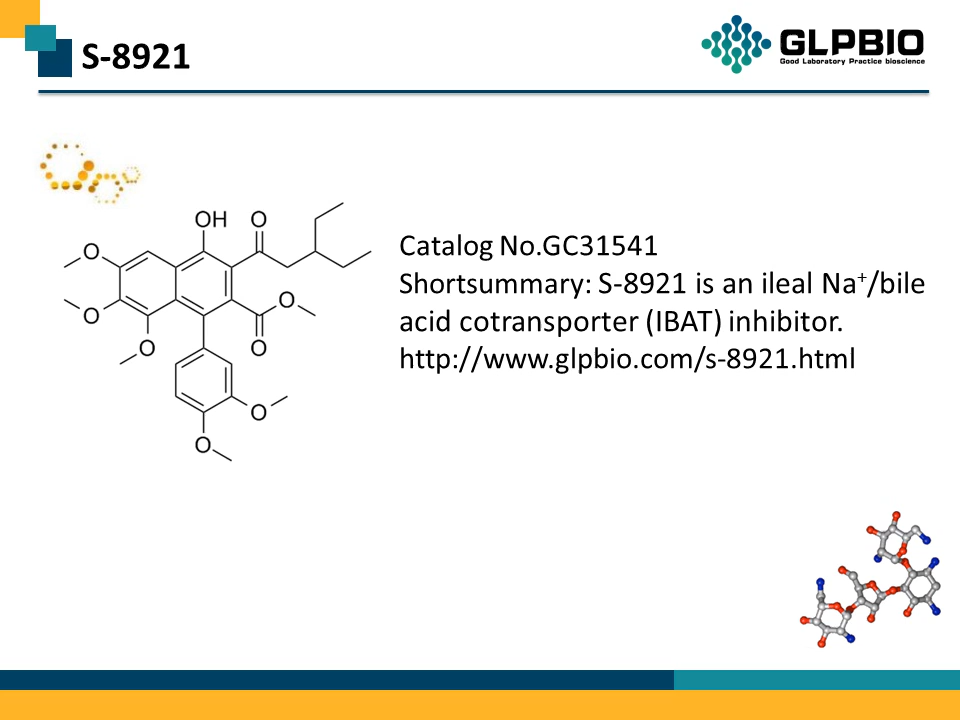 S-8921
GLPBIO
Good Laboratory Practice bioscience
OH
O
O
O
O
O
O
O
O
O
Catalog No.GC31541
Shortsummary: S-8921 is an ileal Na⁺/bile
acid cotransporter (IBAT) inhibitor.
http://www.glpbio.com/s-8921.html